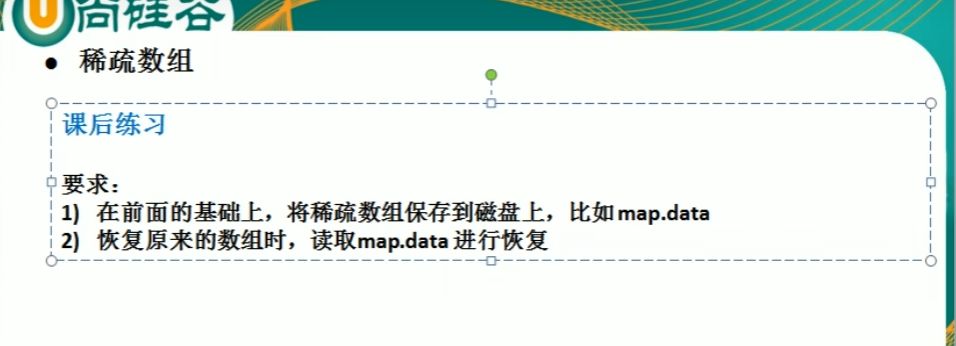 尚硅谷
稀疏数组
课后练习
要求：
1) 在前面的基础上，将稀疏数组保存到磁盘上，比如map.data
2) 恢复原来的数组时，读取map.data 进行恢复